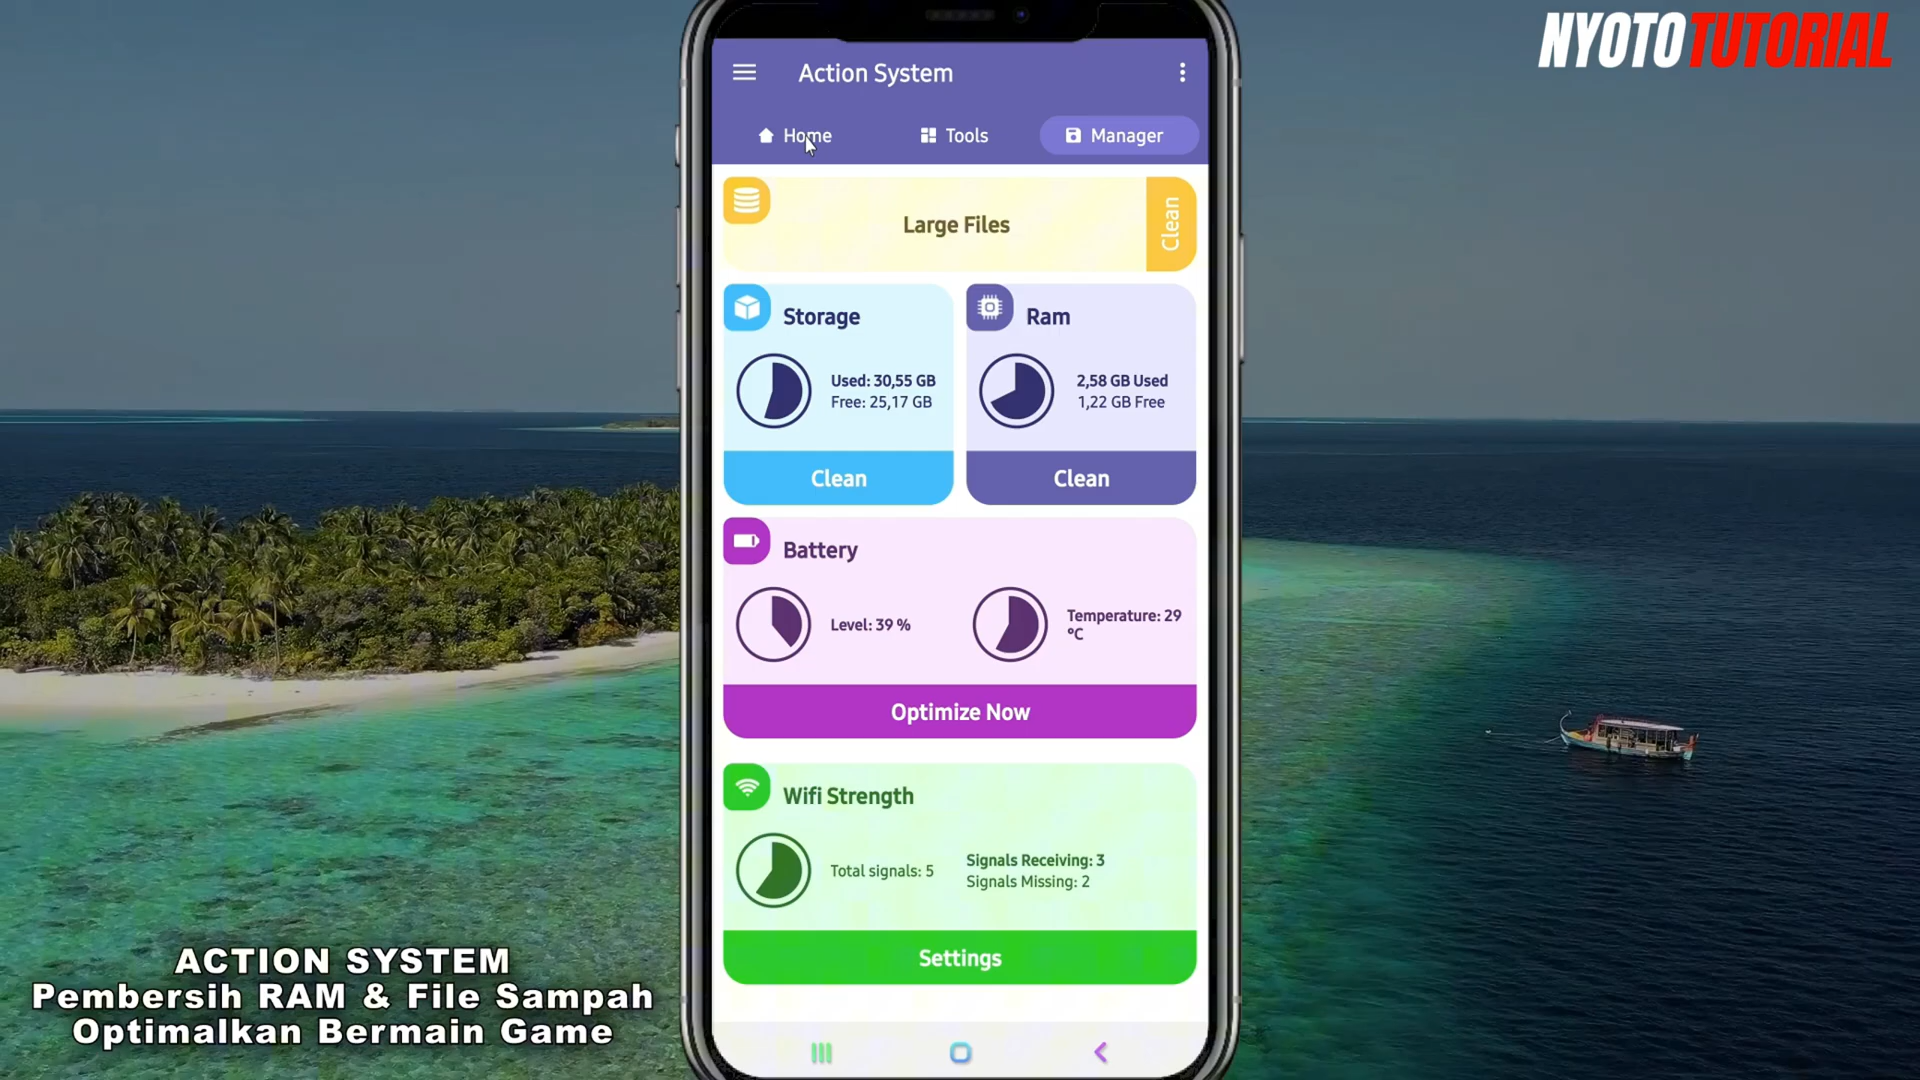 NYOTOTUTORIAL
Action System
Home
Tools
Manager
Large Files
Clean
Storage
Used: 30,55 GB
Free: 25,17 GB
Clean
Ram
2,58 GB Used
1,22 GB Free
Clean
Battery
Level: 39 %
Temperature: 29
°C
Optimize Now
Wifi Strength
Total signals: 5
Signals Receiving: 3
Signals Missing: 2
Settings
ACTION SYSTEM
Pembersih RAM & File Sampah
Optimalkan Bermain Game